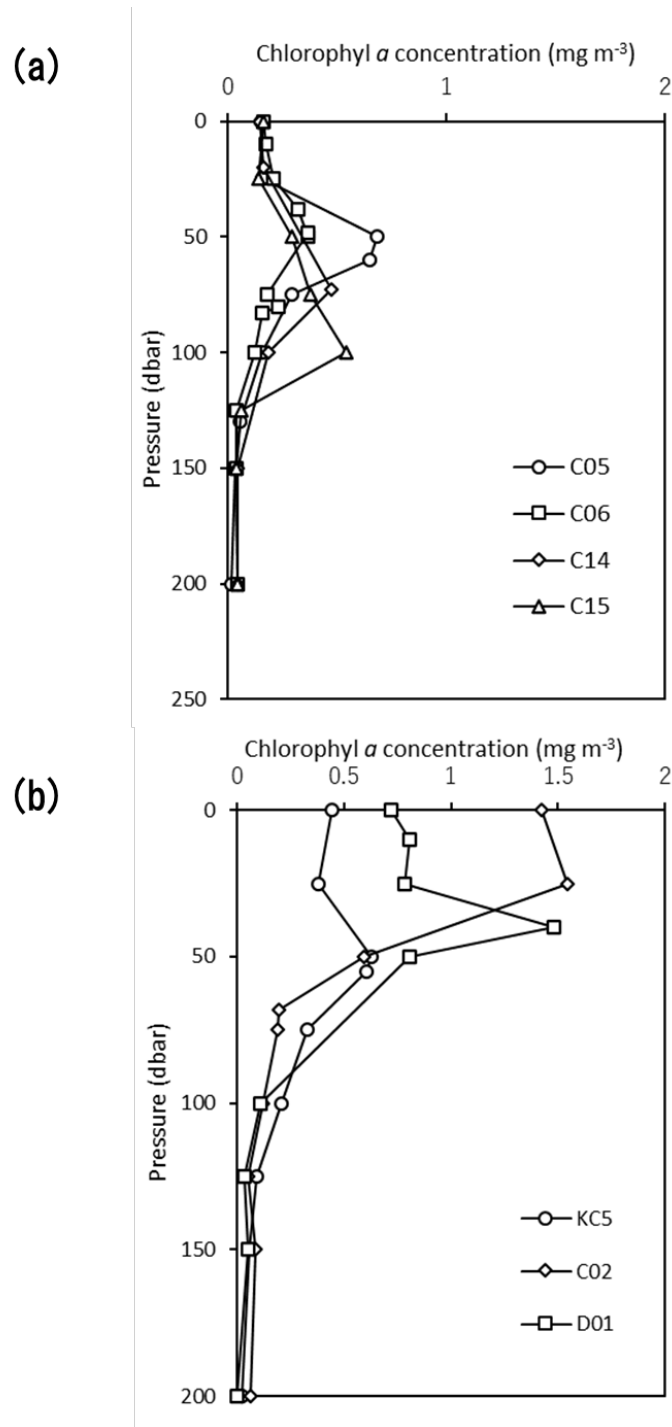 (a)
Chlorophyl a concentration (mg m-3)
0 1 2
0
50
100
150
200
250
Pressure (dbar)
C05
C06
C14
C15
(b)
Chlorophyl a concentration (mg m-3)
0 0.5 1 1.5 2
0
50
100
150
200
Pressure (dbar)
KC5
C02
D01